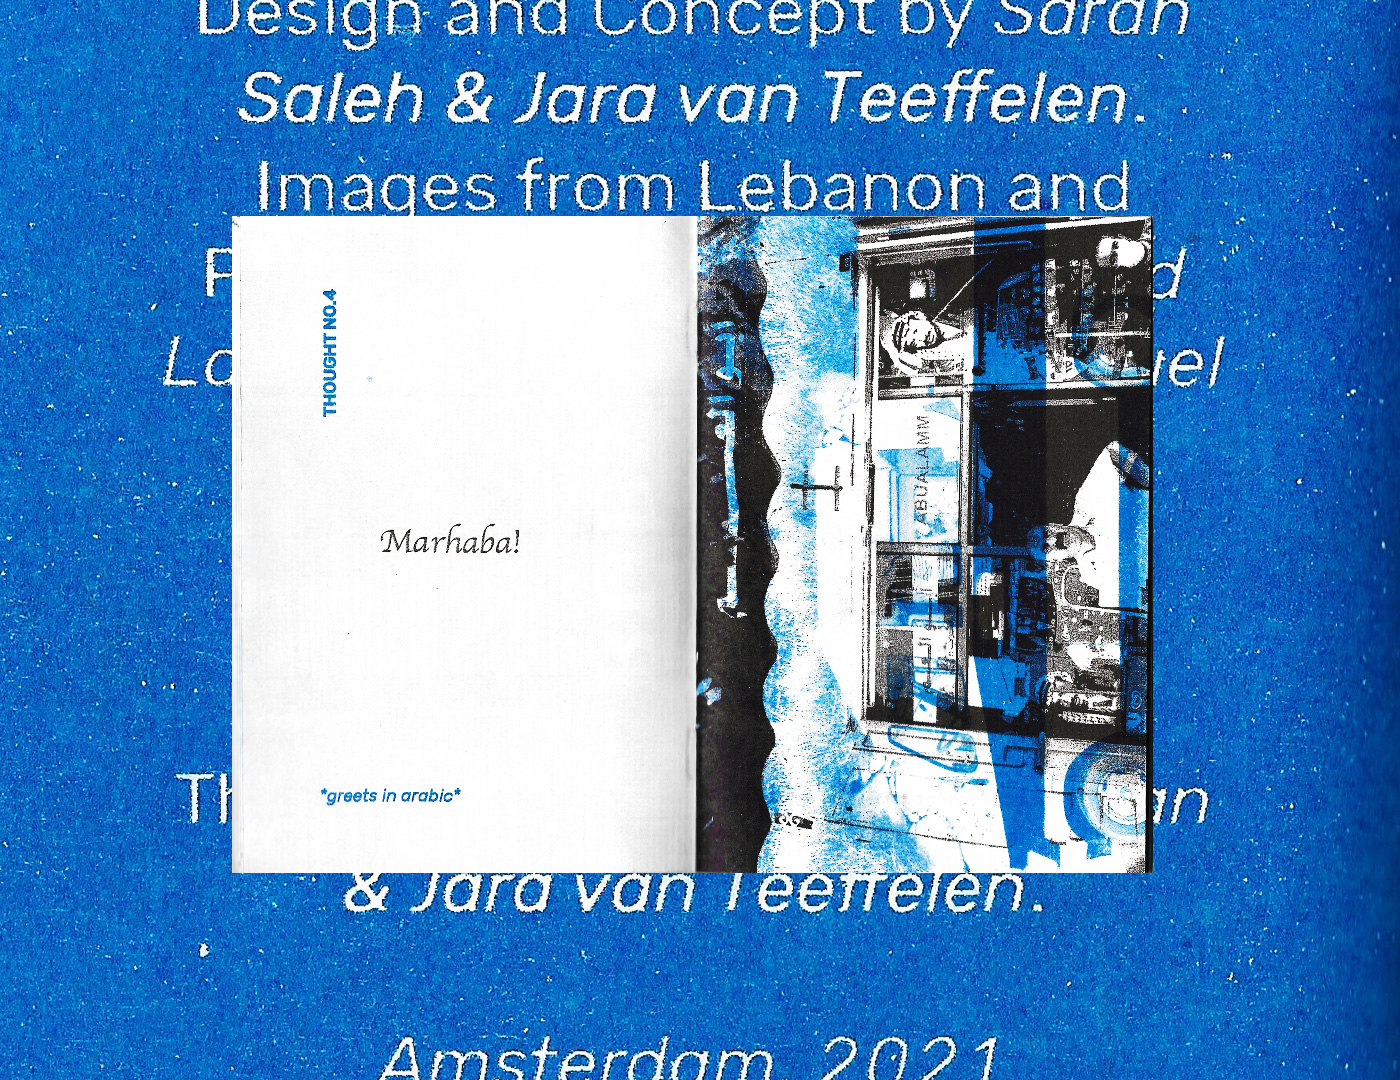 Design and Concept by Sarah
Saleh & Jara van Teeffelen.
Images from Lebanon and
THOUGHT NO.4
Marhaba!
*greets in arabic*
ABUALAMM
& Jara van Teeffelen.
Amsterdam, 2021